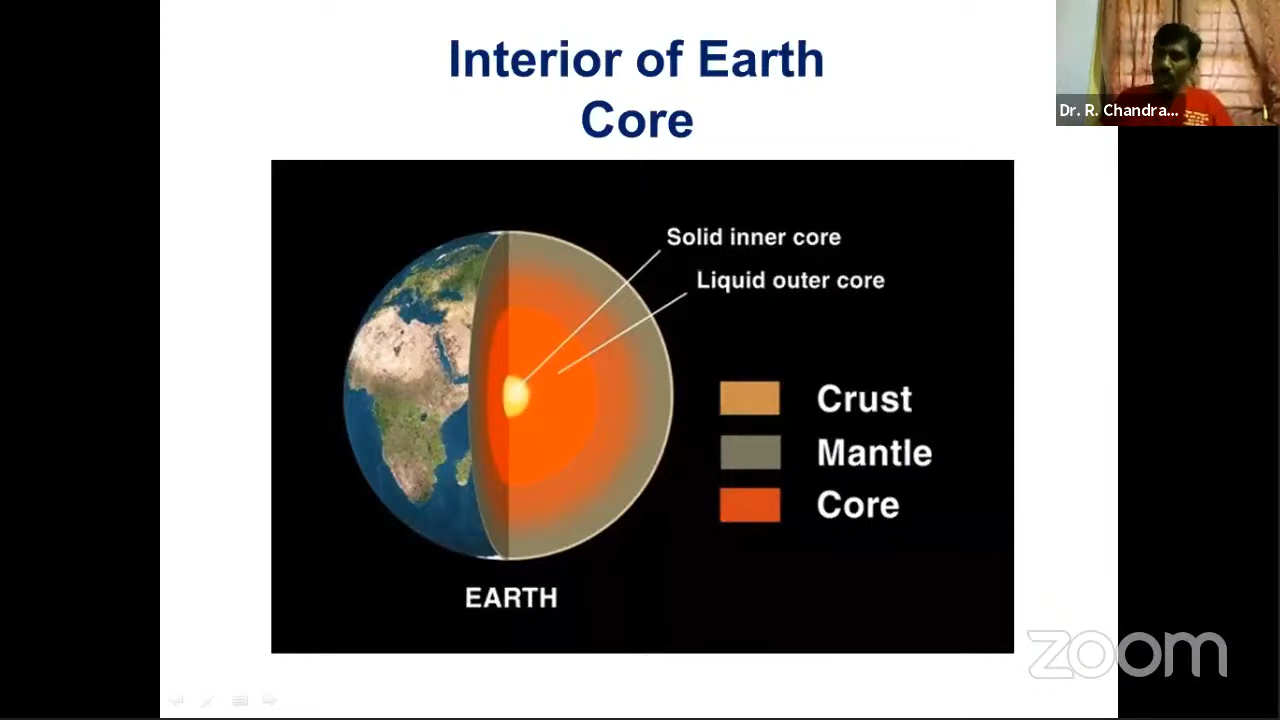 Interior of Earth
Core
Dr. R. Chandra...
Solid inner core
Liquid outer core
Crust
Mantle
Core
EARTH
zoom